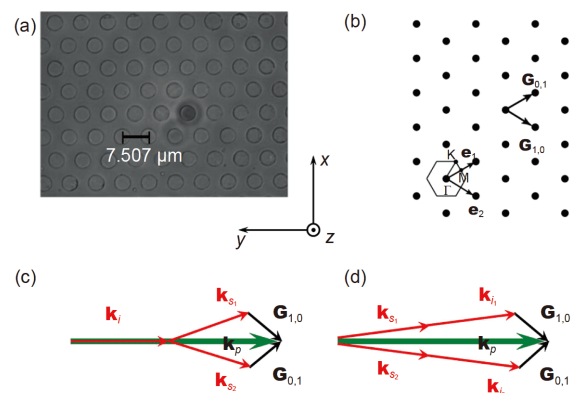 (a)
7.507 µm
x
y
z
(b)
G0,1
G1,0
K
e1
M
Γ
e2
(c)
ki
ks1
G1,0
kp
ks2
G0,1
(d)
ks1
ki1
G1,0
kp
ks2
G0,1